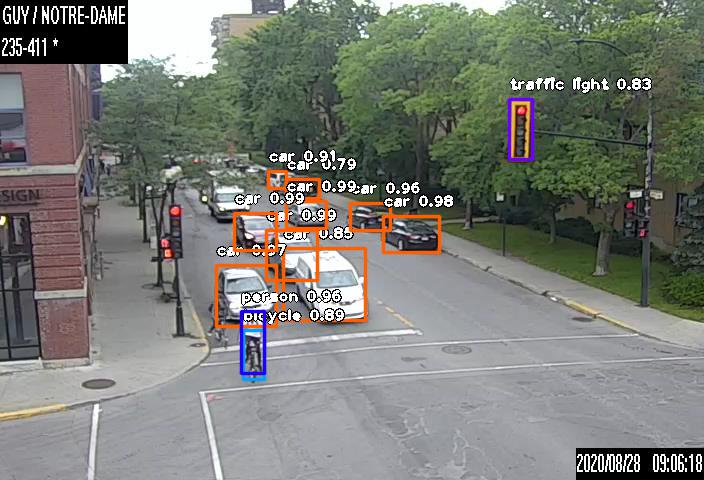 GUY / NOTRE-DAME
235-411 *
traffic light 0.83
car 0.91
car 0.79
car 0.99
car 0.96
car 0.99
car 0.98
car 0.99
car 0.85
car 0.97
person 0.96
bicycle 0.89
SIGN
2020/08/28 09:06:18